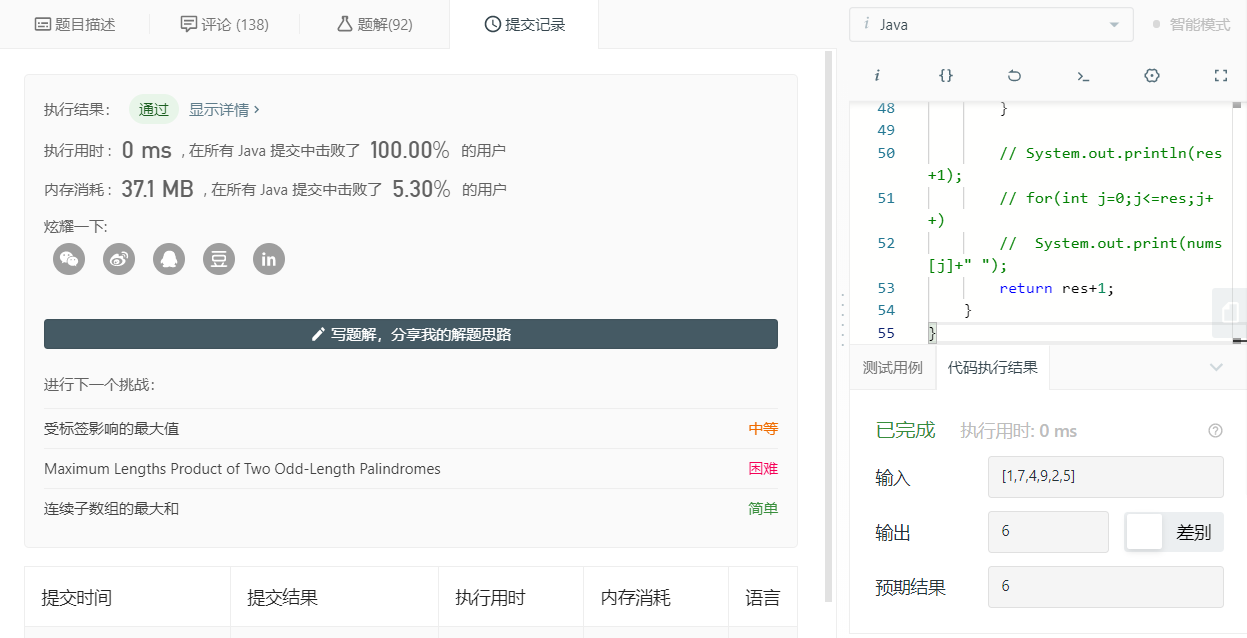 题目描述
评论 (138)
题解(92)
提交记录
执行结果：
通过
显示详情 >
执行用时 : 0 ms , 在所有 Java 提交中击败了 100.00% 的用户
内存消耗 : 37.1 MB , 在所有 Java 提交中击败了 5.30% 的用户
炫耀一下:
豆
in
写题解，分享我的解题思路
进行下一个挑战：
受标签影响的最大值
中等
Maximum Lengths Product of Two Odd-Length Palindromes
困难
连续子数组的最大和
简单
提交时间
提交结果
执行用时
内存消耗
语言
i Java
智能模式
i
{}
48 }
49
50 // System.out.println(res
+1);
51 // for(int j=0;j<=res;j+
+)
52 //  System.out.print(nums
[j]+" ");
53 return res+1;
54 }
55 }
测试用例
代码执行结果
已完成
执行用时: 0 ms
输入
[1,7,4,9,2,5]
输出
6
差别
预期结果
6